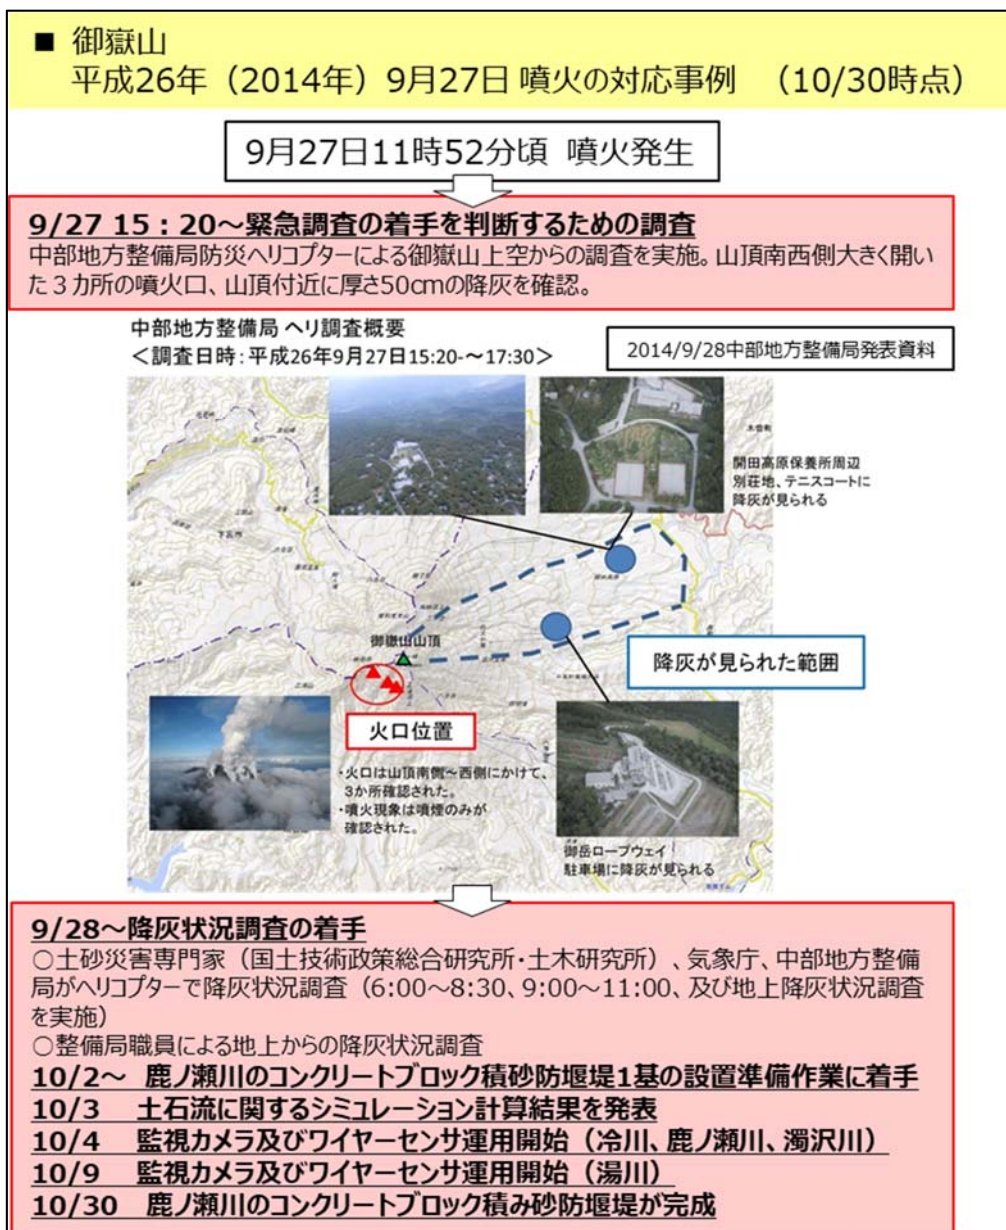 ■ 御嶽山
平成26年（2014年）9月27日 噴火の対応事例　（10/30時点）
9月27日11時52分頃 噴火発生
9/27 15：20～緊急調査の着手を判断するための調査
中部地方整備局防災ヘリコプターによる御嶽山上空からの調査を実施。山頂南西側大きく開い
た３カ所の噴火口、山頂付近に厚さ50cmの降灰を確認。
中部地方整備局 ヘリ調査概要
＜調査日時：平成26年9月27日15:20-～17:30＞
2014/9/28中部地方整備局発表資料
開田高原保養所周辺
別荘地、テニスコートに
降灰が見られる
御嶽山山頂
降灰が見られた範囲
火口位置
・火口は山頂南側～西側にかけて、
3か所確認された。
・噴火現象は噴煙のみが
確認された。
御岳ロープウェイ
駐車場に降灰が見られる
9/28～降灰状況調査の着手
○土砂災害専門家（国土技術政策総合研究所・土木研究所）、気象庁、中部地方整備
局がヘリコプターで降灰状況調査（6:00～8:30、9:00～11:00、及び地上降灰状況調査
を実施）
○整備局職員による地上からの降灰状況調査
10/2～　鹿ノ瀬川のコンクリートブロック積砂防堰堤1基の設置準備作業に着手
10/3　土石流に関するシミュレーション計算結果を発表
10/4　監視カメラ及びワイヤーセンサ運用開始（冷川、鹿ノ瀬川、濁沢川）
10/9　監視カメラ及びワイヤーセンサ運用開始（湯川）
10/30　鹿ノ瀬川のコンクリートブロック積み砂防堰堤が完成